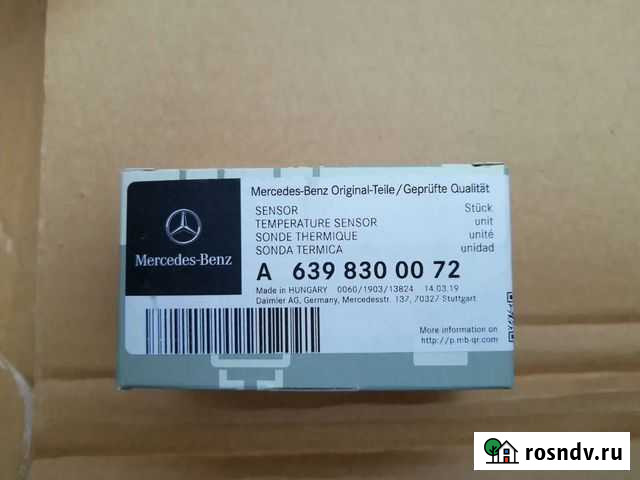 Mercedes-Benz Original-Teile/Geprüfte Qualität
SENSOR Stück
TEMPERATURE SENSOR unit
SONDE THERMIQUE unité
SONDA TERMICA unidad
Mercedes-Benz
A 639 830 00 72
Made in HUNGARY 0060/1903/13824 14.03.19
Daimler AG, Germany, Mercedesstr. 137, 70327 Stuttgart
More information on
http://p.mb-qr.com
rosndv.ru